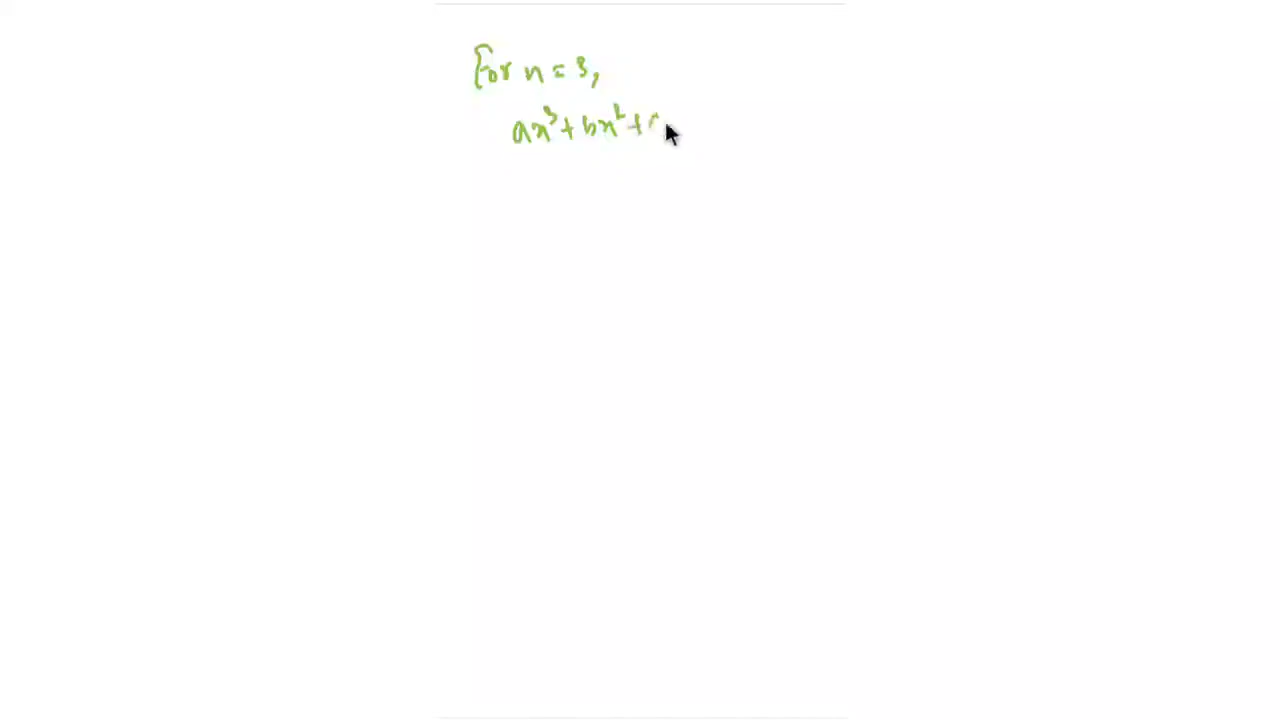 For n = 3,
ax³ + bx² +